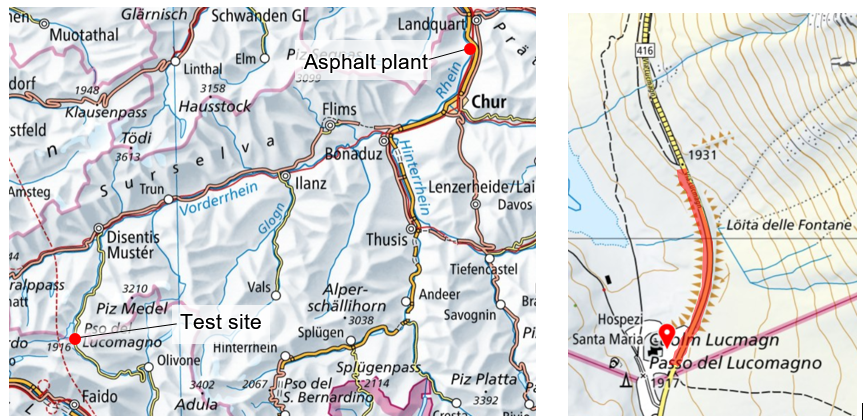 Glärnisch
Schwanden GL
Landquart
Muotathal
Elm
Piz Segnas
Linthal
Asphalt plant
3099
dorf
1948
3158
Klausenpass
Hausstock
Rhein
Chur
Flims
Tödi
3613
Surselva
Bonaduz
Amsteg
Trun
Ilanz
Hinterrhein
Lenzerheide/Lai
Vorderrhein
Davos
Glogn
Disentis
Mustér
Thusis
Tiefencastel
3210
Vals
Alper-
schällihorn
Andeer
Piz Medel
Savognin
Test site
3038
Pso del
Lucomagno
1916
Splügen
Hinterrhein
Olivone
Splügenpass
2114
Piz Platta
3392
Faido
3402
Adula
2067
Pso del
S. Bernardino
416
1931
Löita delle Fontane
Hospezi
Santa Maria
Colm Lucmagn
Passo del Lucomagno
1917